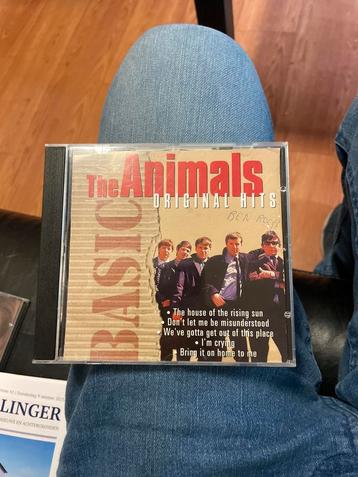 The Animals
ORIGINAL HITS
BASIC
• The house of the rising sun
• Don't let me be misunderstood
• We've gotta get out of this place
• I'm crying
• Bring it on home to me
LINGER